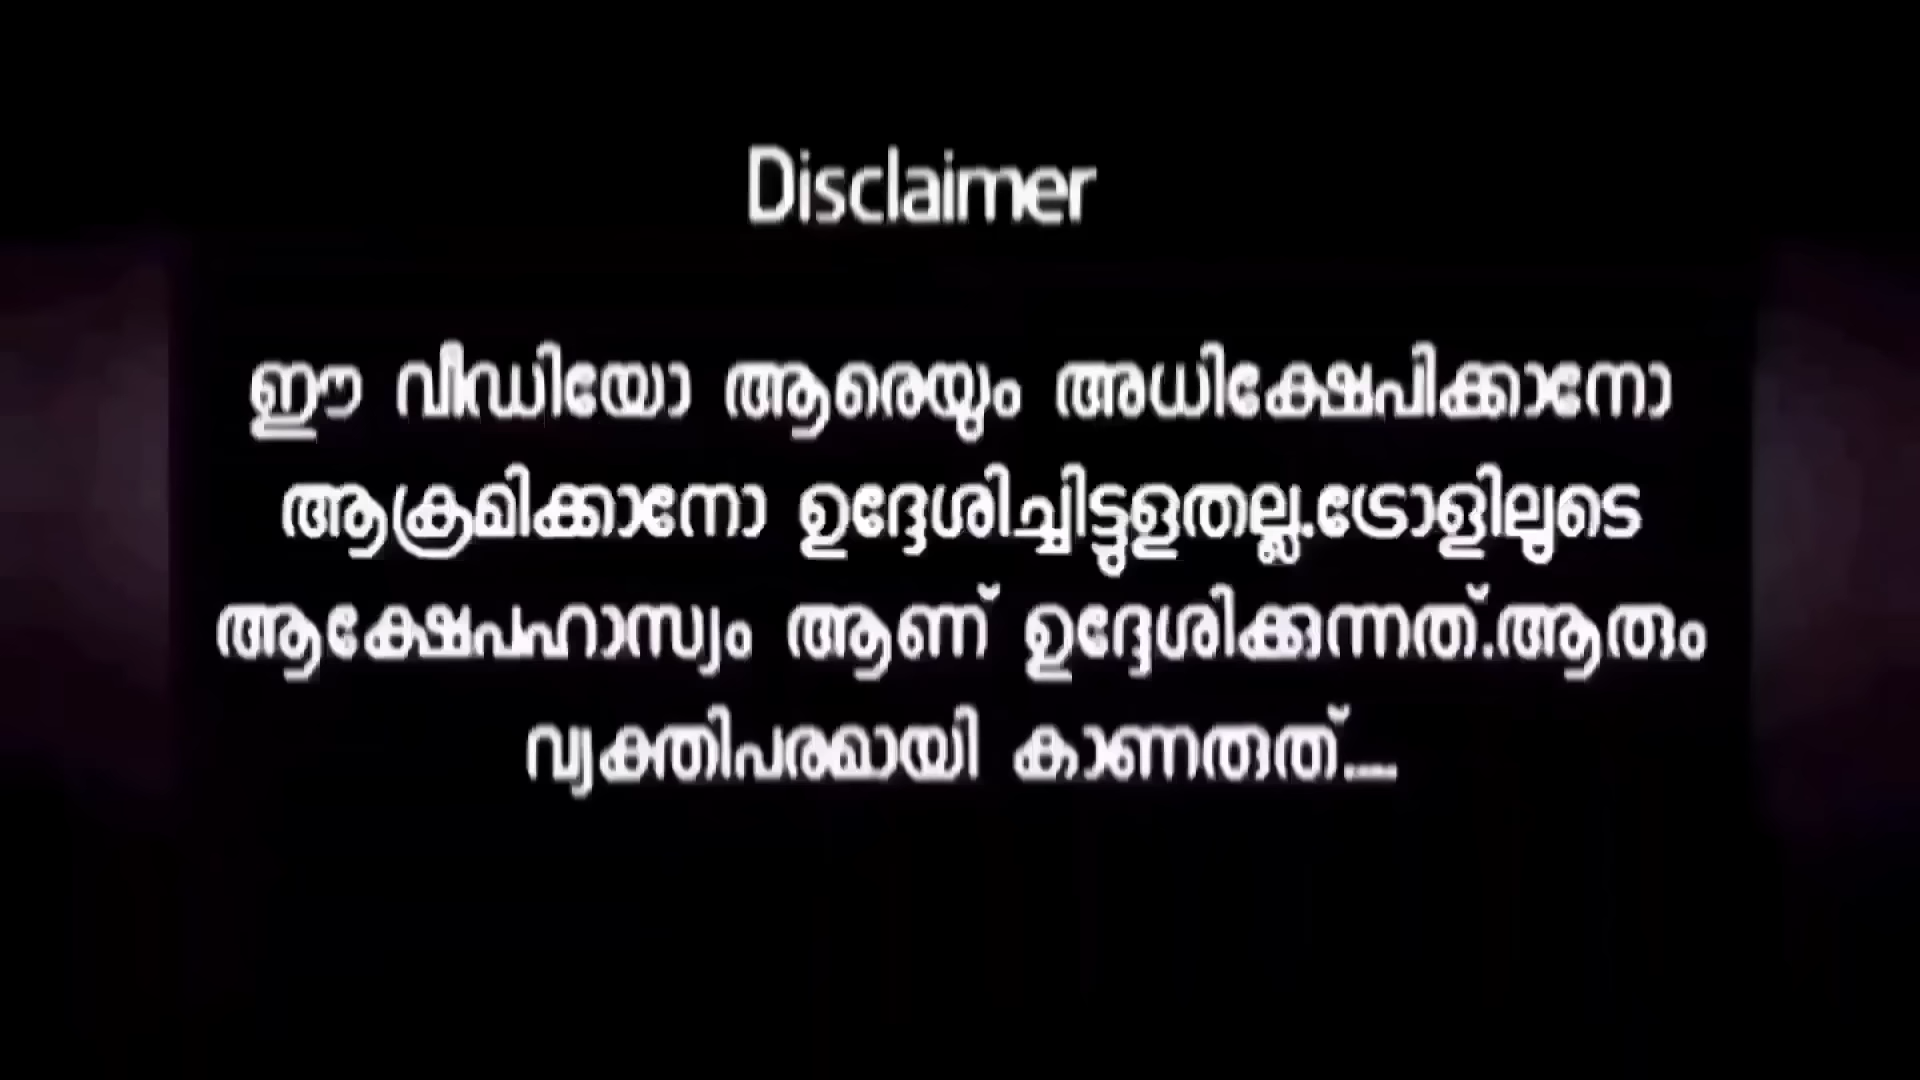 Disclaimer
ഈ വീഡിയോ ആരെയും അധിക്ഷേപിക്കാനോ
ആക്രമിക്കാനോ ഉദ്ദേശിച്ചിട്ടുളതല്ല.ട്രോളിലൂടെ
ആക്ഷേപഹാസ്യം ആണ് ഉദ്ദേശിക്കുന്നത്.ആരും
വ്യക്തിപരമായി കാണരുത്....